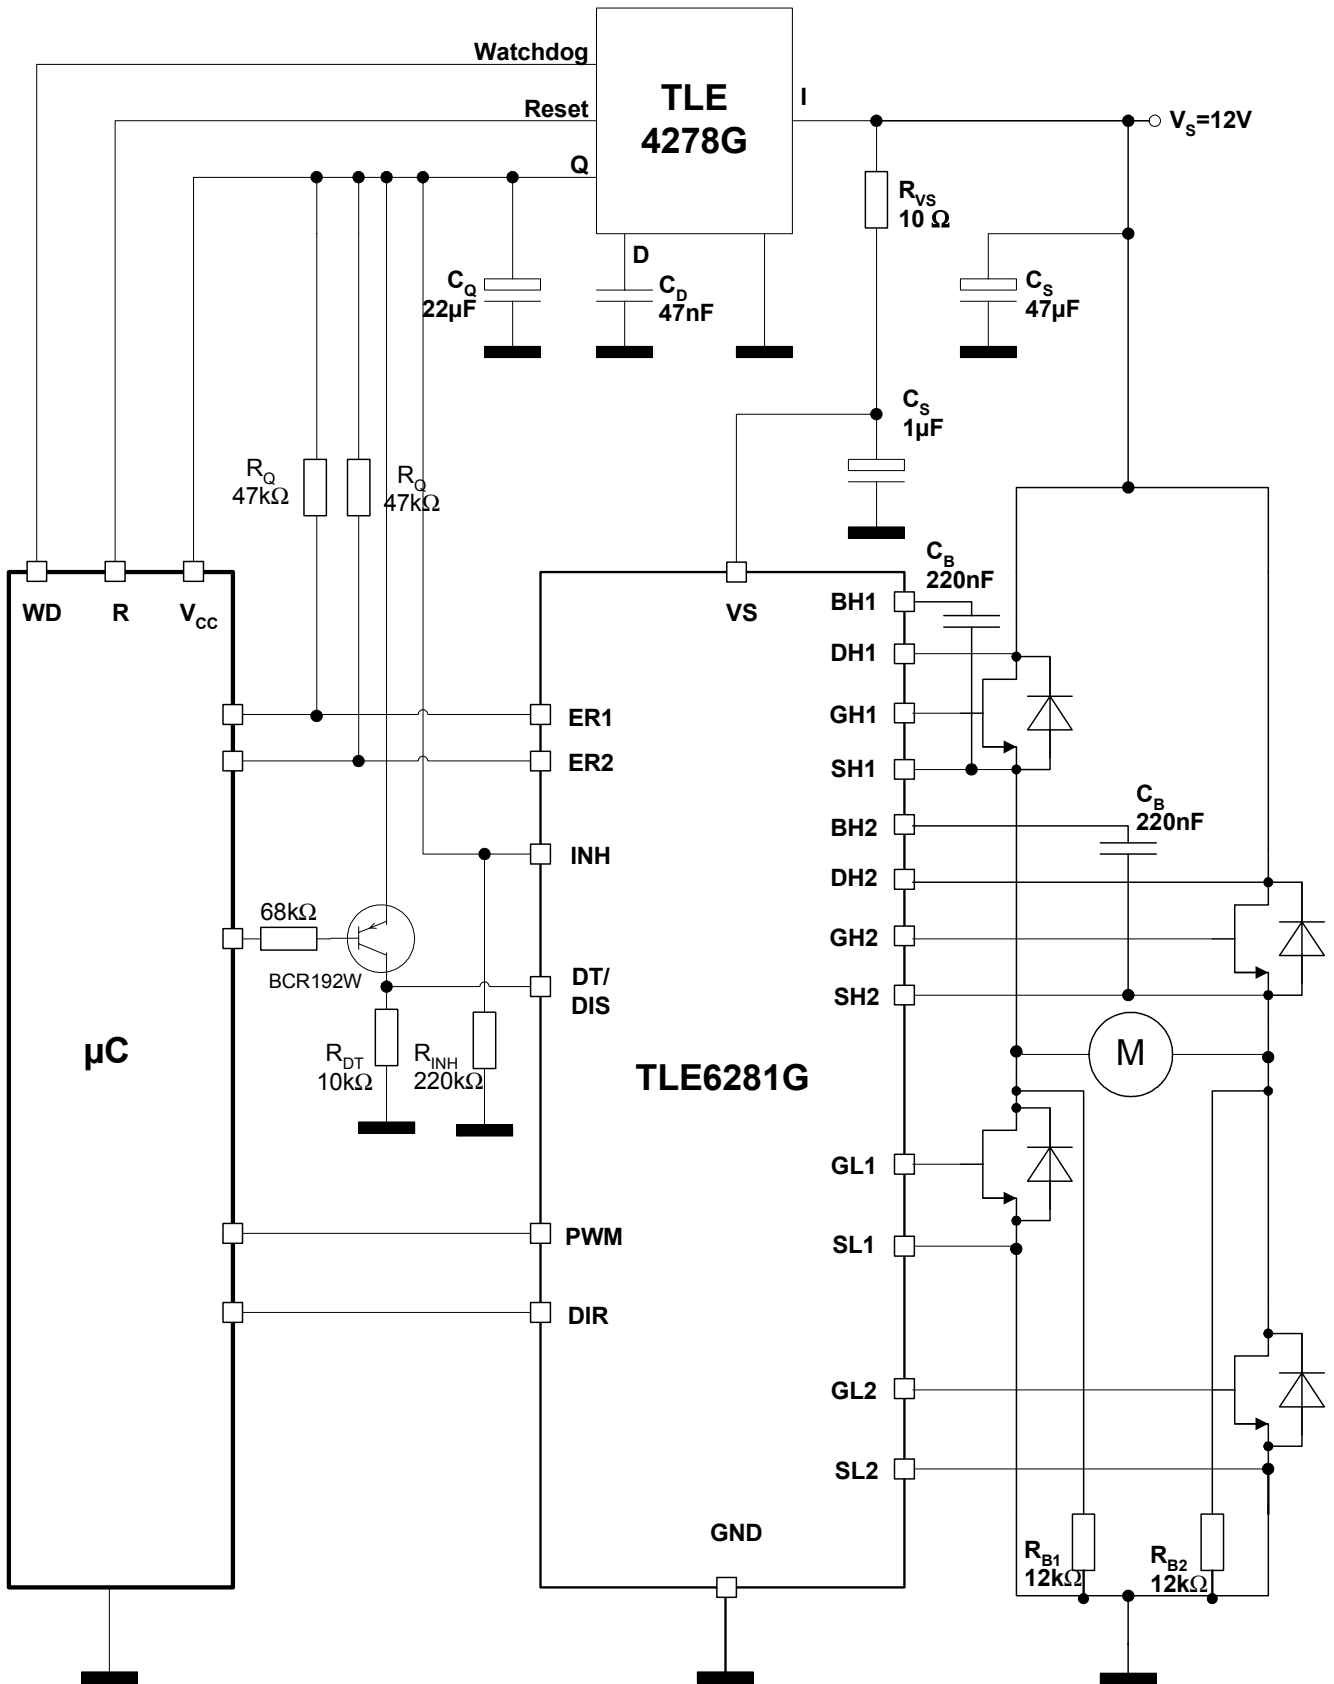 Watchdog
TLE
4278G
I
Reset
V_S=12V
Q
R_VS
10 Ω
D
C_Q
22µF
C_D
47nF
C_S
47µF
C_S
1µF
R_Q
47kΩ
R_Q
47kΩ
C_B
220nF
WD
R
V_CC
VS
BH1
DH1
ER1
GH1
ER2
SH1
C_B
220nF
BH2
INH
DH2
68kΩ
GH2
BCR192W
DT/
DIS
SH2
µC
R_DT
10kΩ
R_INH
220kΩ
TLE6281G
M
GL1
PWM
SL1
DIR
GL2
SL2
GND
R_B1
12kΩ
R_B2
12kΩ